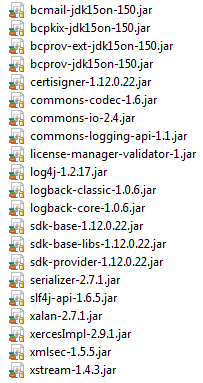 bcmail-jdk15on-150.jar
bcpkix-jdk15on-150.jar
bcprov-ext-jdk15on-150.jar
bcprov-jdk15on-150.jar
certisigner-1.12.0.22.jar
commons-codec-1.6.jar
commons-io-2.4.jar
commons-logging-api-1.1.jar
license-manager-validator-1.jar
log4j-1.2.17.jar
logback-classic-1.0.6.jar
logback-core-1.0.6.jar
sdk-base-1.12.0.22.jar
sdk-base-libs-1.12.0.22.jar
sdk-provider-1.12.0.22.jar
serializer-2.7.1.jar
slf4j-api-1.6.5.jar
xalan-2.7.1.jar
xercesImpl-2.9.1.jar
xmlsec-1.5.5.jar
xstream-1.4.3.jar